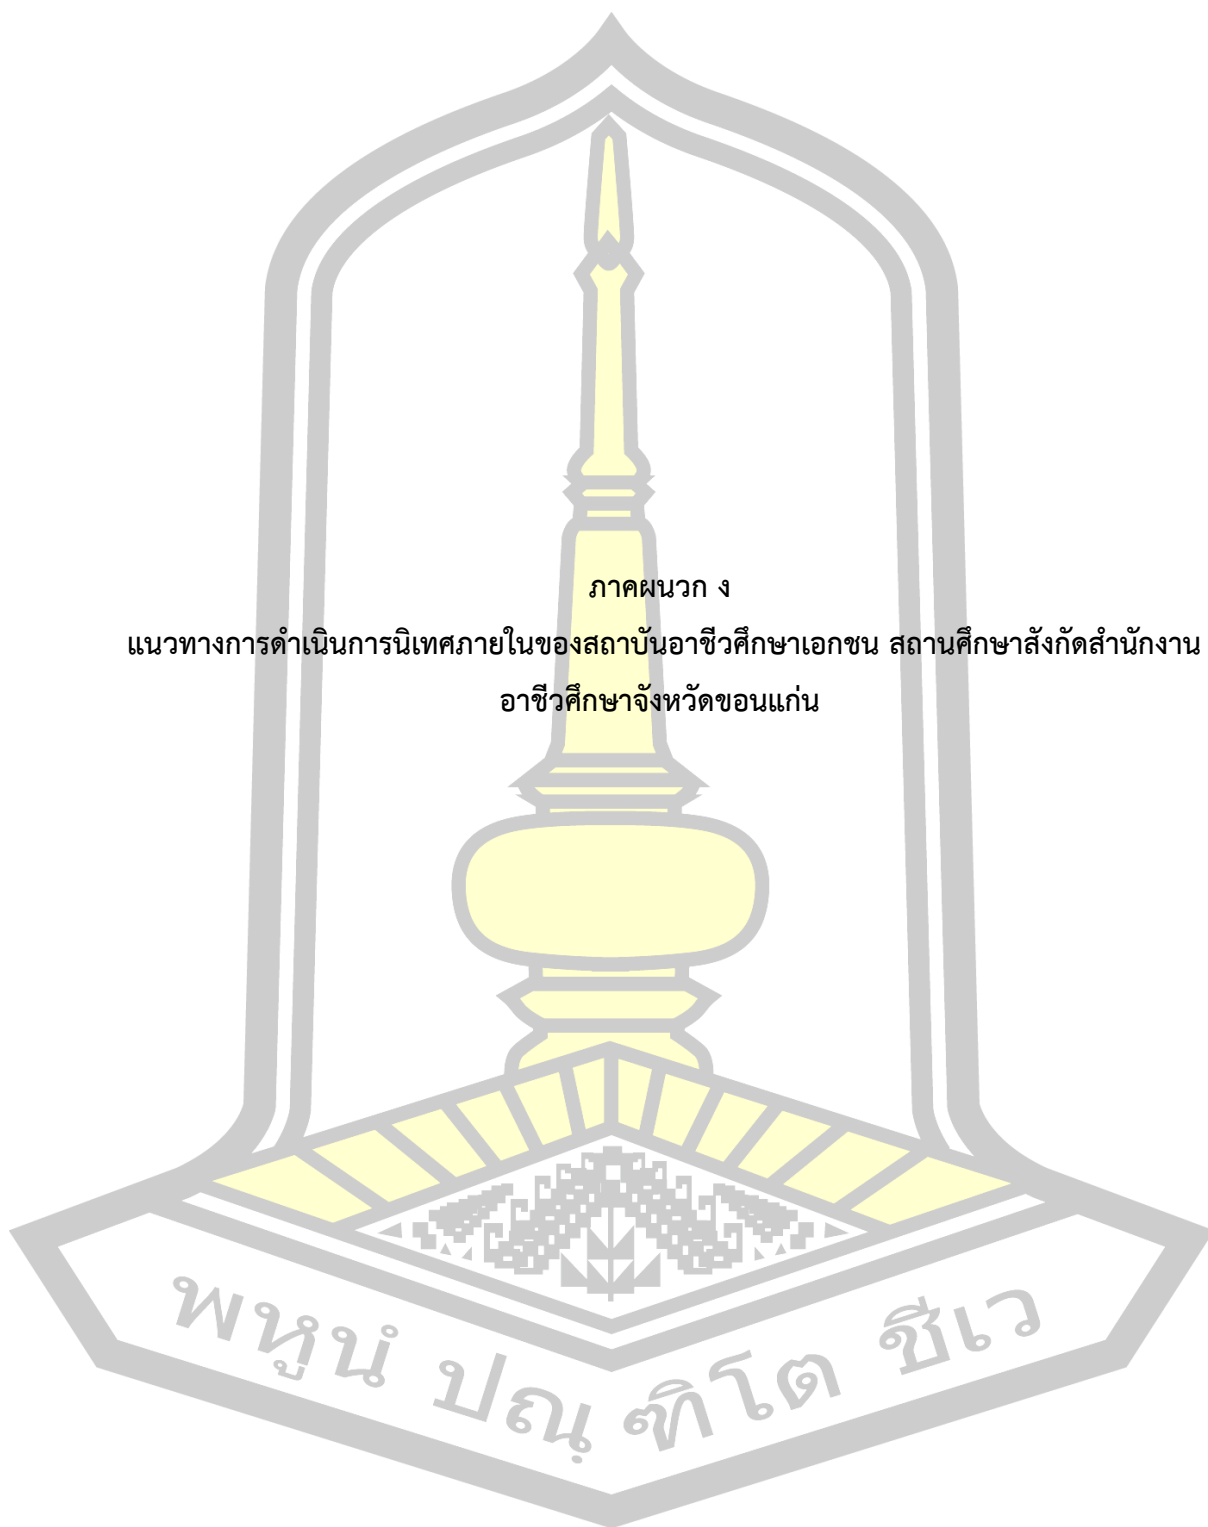 ภาคผนวก ง
แนวทางการดำเนินการนิเทศภายในของสถาบันอาชีวศึกษาเอกชน สถานศึกษาสังกัดสำนักงาน
อาชีวศึกษาจังหวัดขอนแก่น
พหูนํ ปณฺฑิโต ชีเว